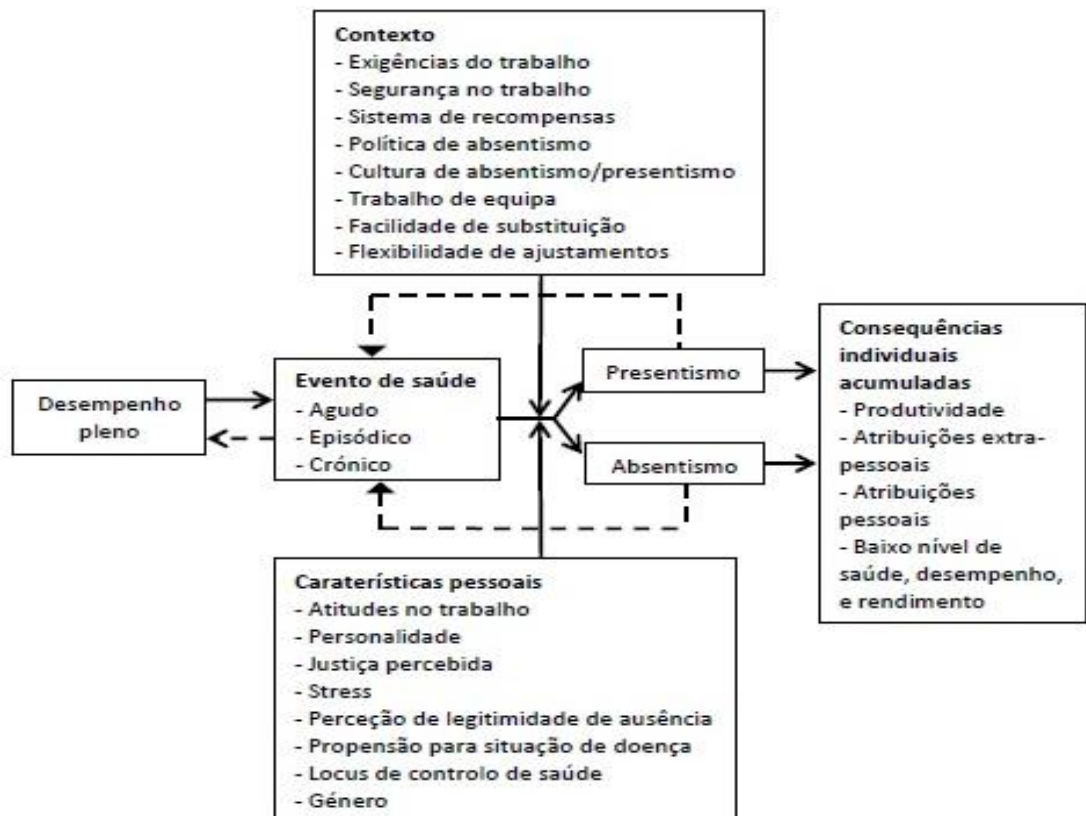 Contexto
- Exigências do trabalho
- Segurança no trabalho
- Sistema de recompensas
- Política de absentismo
- Cultura de absentismo/presentismo
- Trabalho de equipa
- Facilidade de substituição
- Flexibilidade de ajustamentos
Desempenho
pleno
Evento de saúde
- Agudo
- Episódico
- Crónico
Presentismo
Absentismo
Consequências
individuais
acumuladas
- Produtividade
- Atribuições extra-
pessoais
- Atribuições
pessoais
- Baixo nível de
saúde, desempenho,
e rendimento
Caraterísticas pessoais
- Atitudes no trabalho
- Personalidade
- Justiça percebida
- Stress
- Perceção de legitimidade de ausência
- Propensão para situação de doença
- Locus de controlo de saúde
- Género